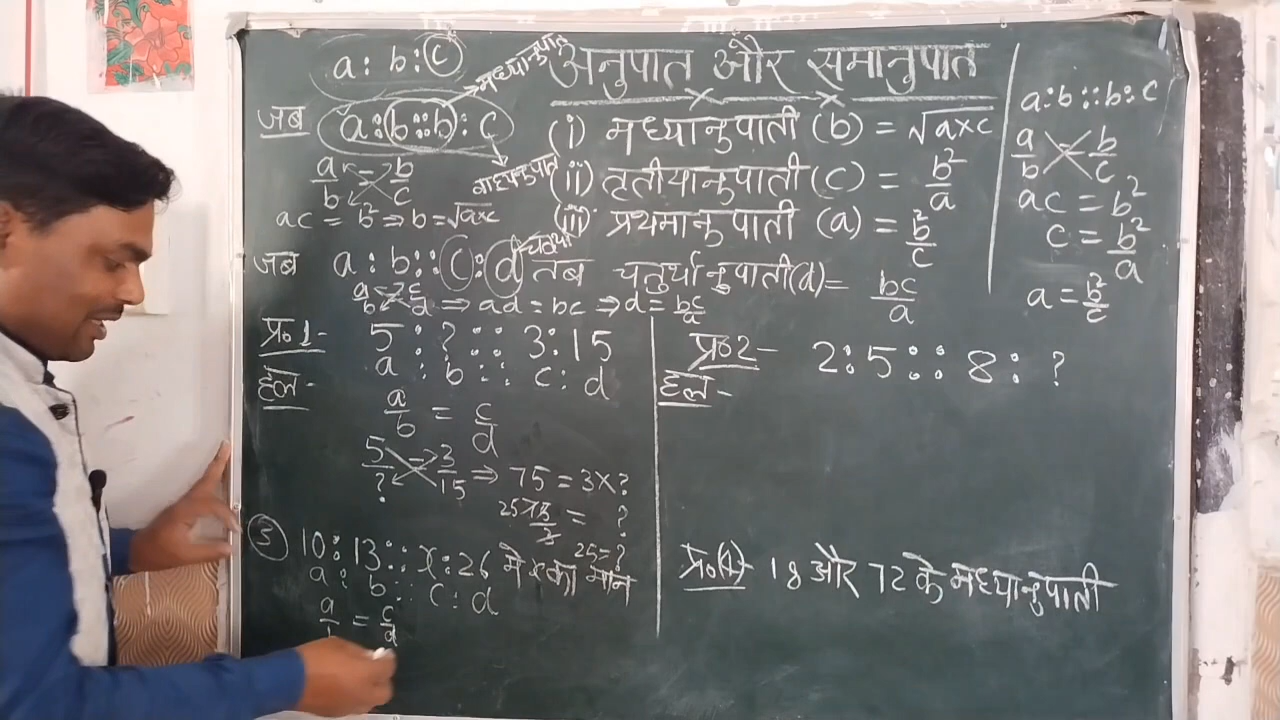 a : b : c
मध्यानुपात
अनुपात और समानुपात
जब a : b :: b : c
a/b = b/c
ac = b² ⇒ b = √a×c
(i) मध्यानुपाती (b) = √a×c
(ii) तृतीयानुपाती (c) = b²/a
(iii) प्रथमानुपाती (a) = b²/c
a : b :: b : c
a/b b/c
ac = b²
c = b²/a
a = b²/c
जब a : b :: c : d तब चतुर्थानुपाती(d) = bc/a
a/b = c/d ⇒ ad = bc ⇒ d = bc/a
प्र०1- 5 : ? :: 3 : 15
a : b :: c : d
हल-
a/b = c/d
5/? = 3/15 ⇒ 75 = 3×?
= ?
25 = ?
प्र०2- 2 : 5 :: 8 : ?
हल-
③ 10 : 13 :: x : 26 मे x का मान
a : b :: c : d
a/b = c/d
प्र०(4) 18 और 72 के मध्यानुपाती